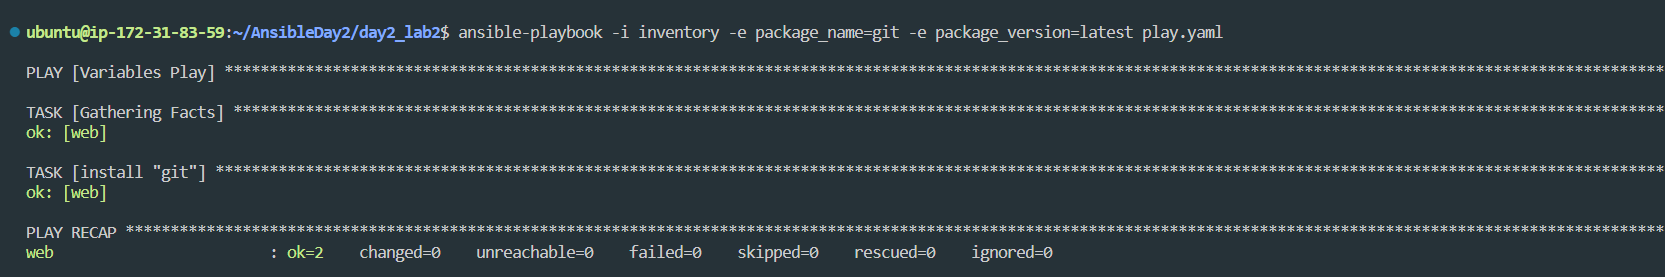 ubuntu@ip-172-31-83-59:~/AnsibleDay2/day2_lab2$ ansible-playbook -i inventory -e package_name=git -e package_version=latest play.yaml
PLAY [Variables Play] ****************************************************************************************************************************************************************
TASK [Gathering Facts] ***************************************************************************************************************************************************************
ok: [web]
TASK [install "git"] *****************************************************************************************************************************************************************
ok: [web]
PLAY RECAP ***************************************************************************************************************************************************************************
web                        : ok=2    changed=0    unreachable=0    failed=0    skipped=0    rescued=0    ignored=0